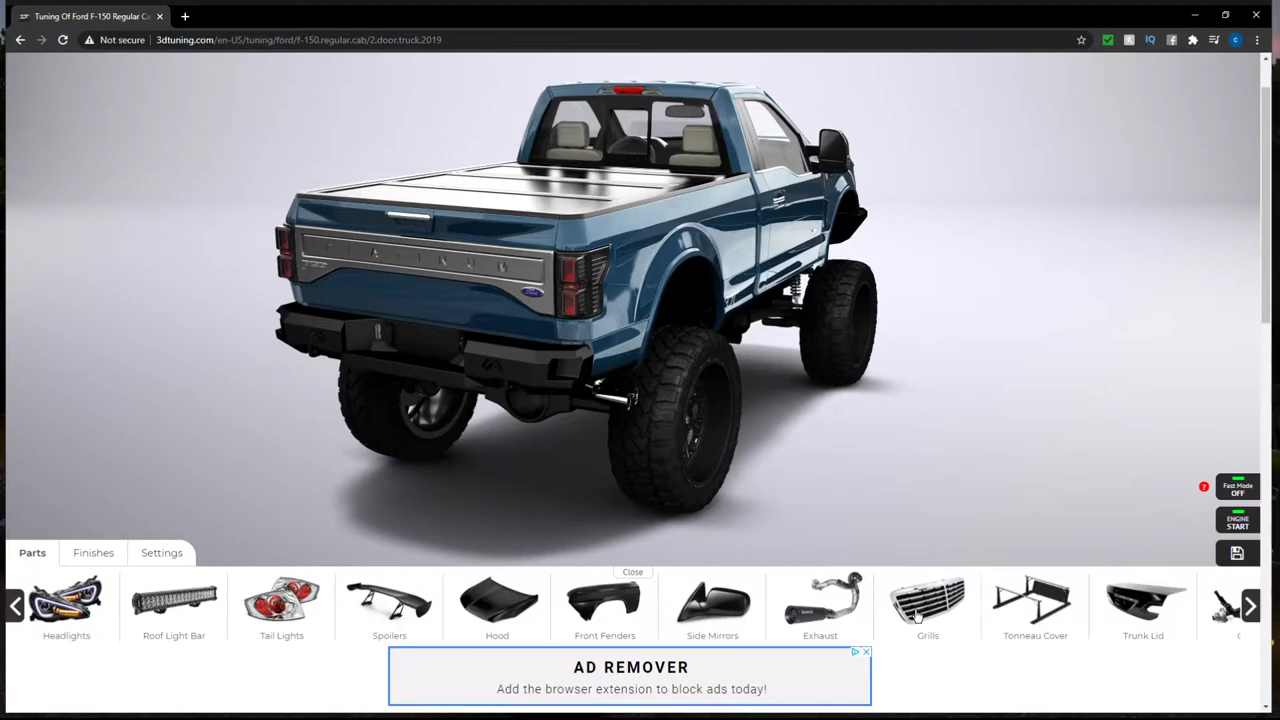 Tuning Of Ford F-150 Regular Ca
Not secure
3dtuning.com/en-US/tuning/ford/f-150.regular.cab/2.door.truck.2019
IQ
c
Ford
?
Fast Mode
OFF
ENGINE
START
Parts
Finishes
Settings
Close
Headlights
Roof Light Bar
Tail Lights
Spoilers
Hood
Front Fenders
Side Mirrors
Exhaust
Grills
Tonneau Cover
Trunk Lid
AD REMOVER
Add the browser extension to block ads today!